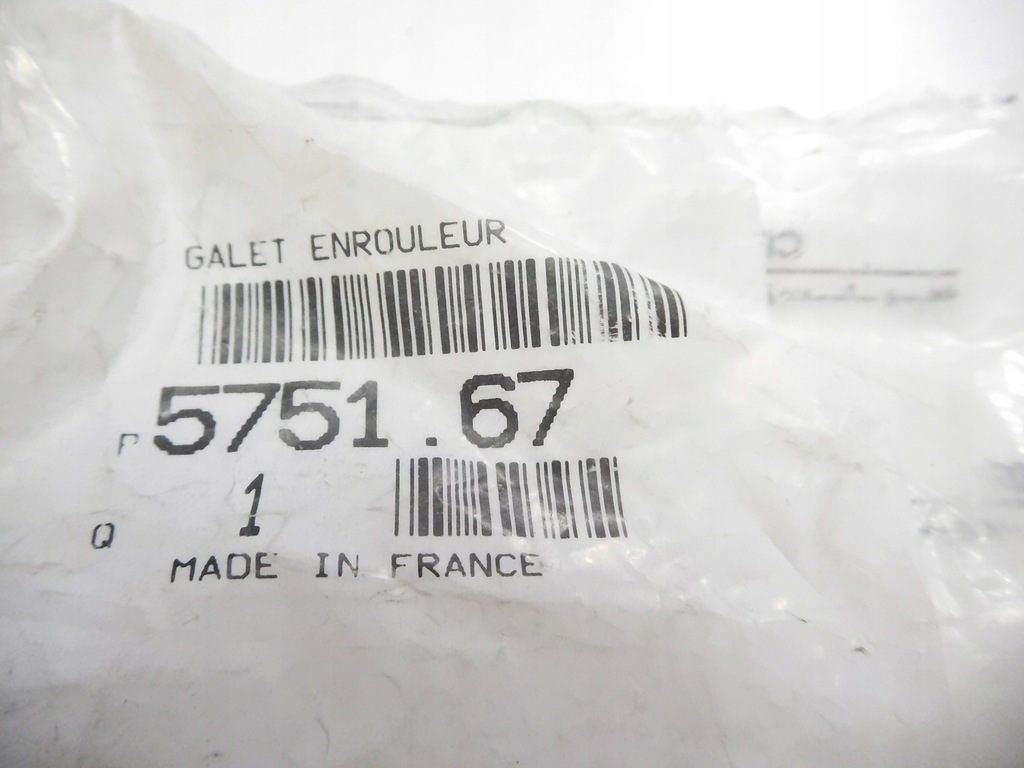 GALET ENROULEUR
P 5751.67
Q 1
MADE IN FRANCE